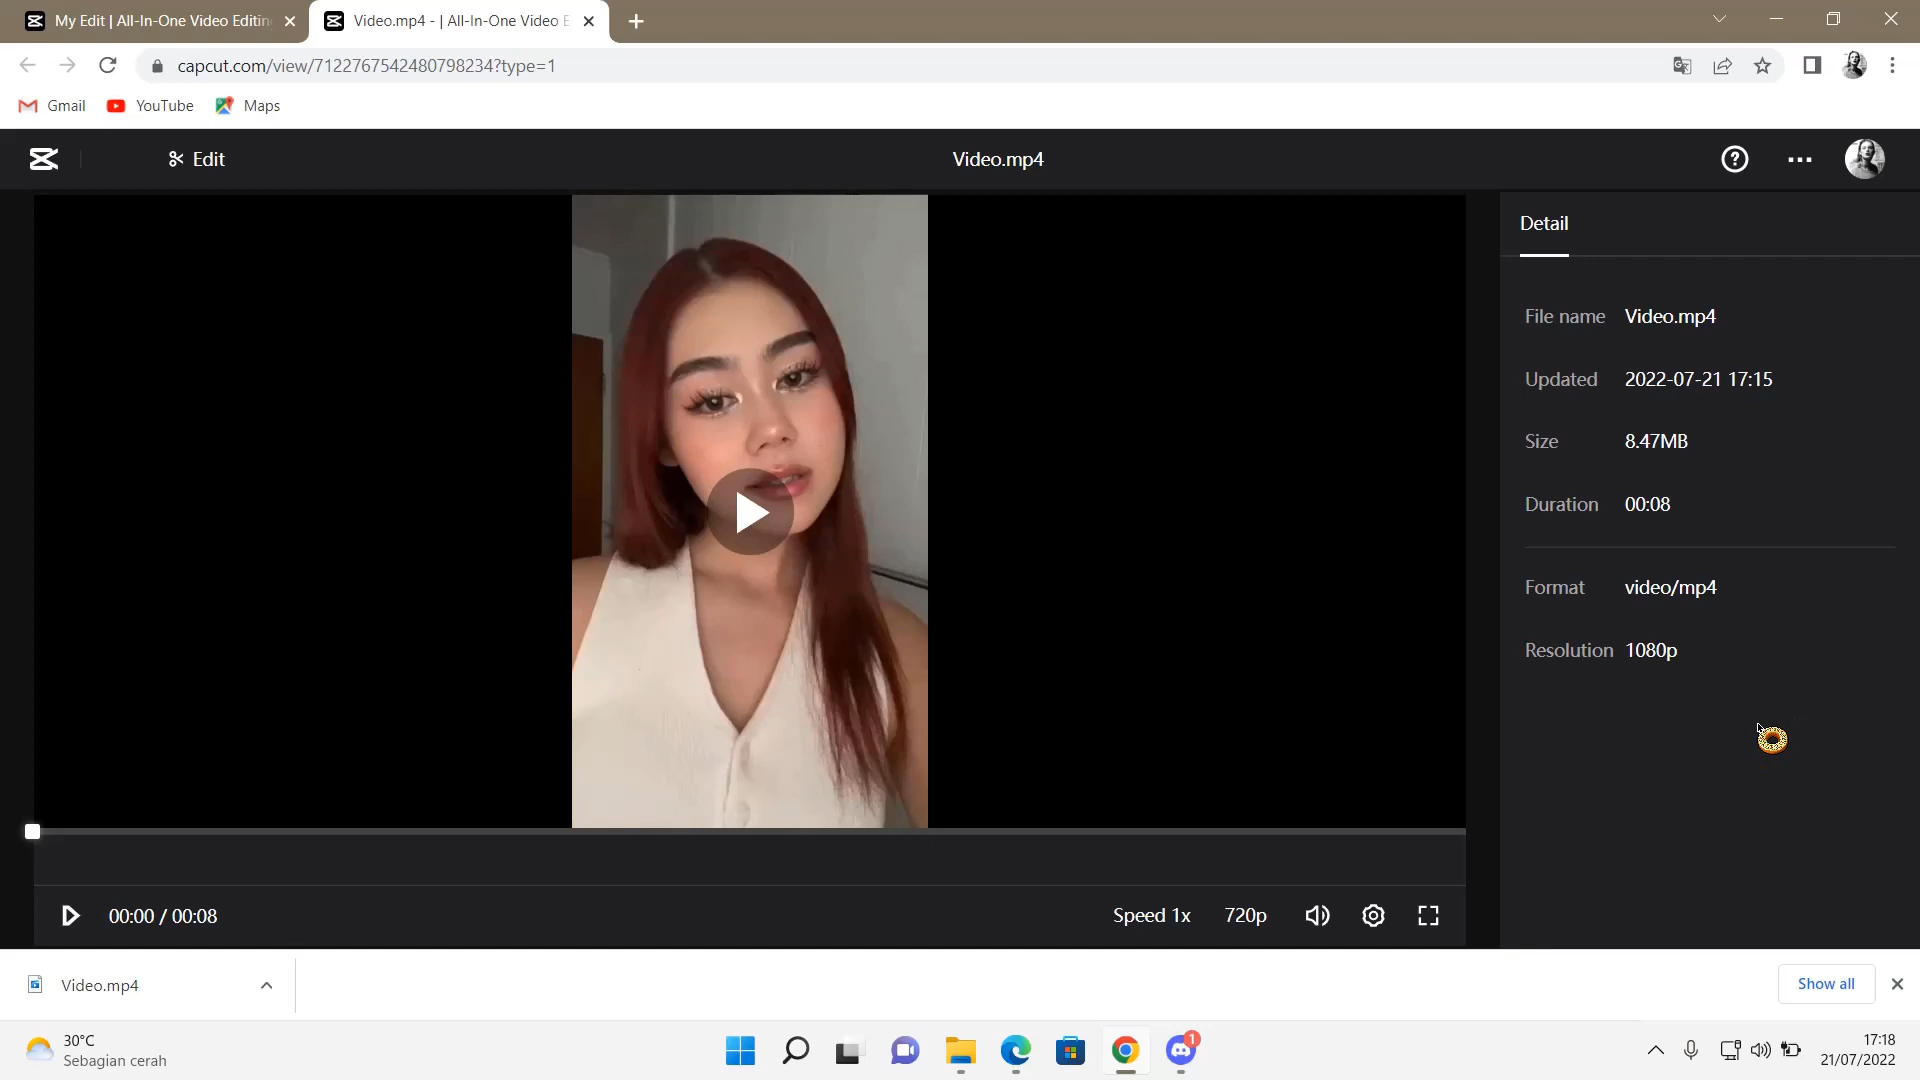 My Edit | All-In-One Video Editin
Video.mp4 - | All-In-One Video E
capcut.com/view/7122767542480798234?type=1
Gmail
YouTube
Maps
Edit
Video.mp4
Detail
File name Video.mp4
Updated 2022-07-21 17:15
Size 8.47MB
Duration 00:08
Format video/mp4
Resolution 1080p
00:00 / 00:08
Speed 1x
720p
Video.mp4
Show all
30°C
Sebagian cerah
1
17:18
21/07/2022